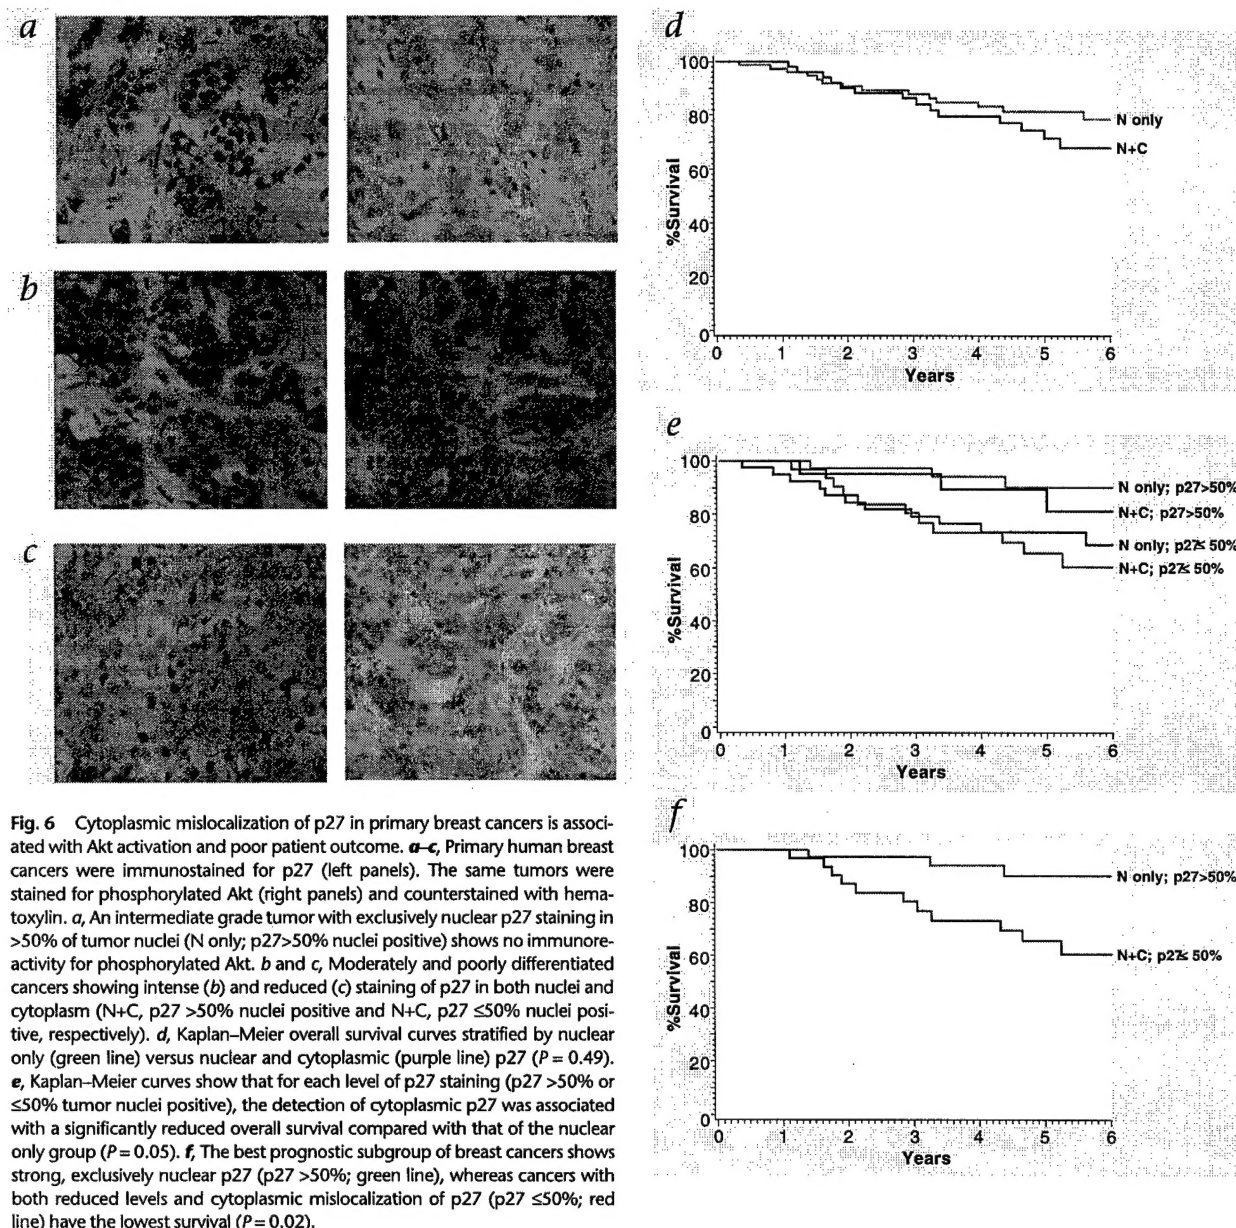 a
b
c
Fig. 6 Cytoplasmic mislocalization of p27 in primary breast cancers is associ-
ated with Akt activation and poor patient outcome. a–c, Primary human breast
cancers were immunostained for p27 (left panels). The same tumors were
stained for phosphorylated Akt (right panels) and counterstained with hema-
toxylin. a, An intermediate grade tumor with exclusively nuclear p27 staining in
>50% of tumor nuclei (N only; p27>50% nuclei positive) shows no immunore-
activity for phosphorylated Akt. b and c, Moderately and poorly differentiated
cancers showing intense (b) and reduced (c) staining of p27 in both nuclei and
cytoplasm (N+C, p27 >50% nuclei positive and N+C, p27 ≤50% nuclei posi-
tive, respectively). d, Kaplan–Meier overall survival curves stratified by nuclear
only (green line) versus nuclear and cytoplasmic (purple line) p27 (P = 0.49).
e, Kaplan–Meier curves show that for each level of p27 staining (p27 >50% or
≤50% tumor nuclei positive), the detection of cytoplasmic p27 was associated
with a significantly reduced overall survival compared with that of the nuclear
only group (P = 0.05). f, The best prognostic subgroup of breast cancers shows
strong, exclusively nuclear p27 (p27 >50%; green line), whereas cancers with
both reduced levels and cytoplasmic mislocalization of p27 (p27 ≤50%; red
line) have the lowest survival (P = 0.02).
d
%Survival
100
80
60
40
20
0
N only
N+C
0 1 2 3 4 5 6
Years
e
%Survival
100
80
60
40
20
0
N only; p27>50%
N+C; p27>50%
N only; p27≤ 50%
N+C; p27≤ 50%
0 1 2 3 4 5 6
Years
f
%Survival
100
80
60
40
20
0
N only; p27>50%
N+C; p27≤ 50%
0 1 2 3 4 5 6
Years